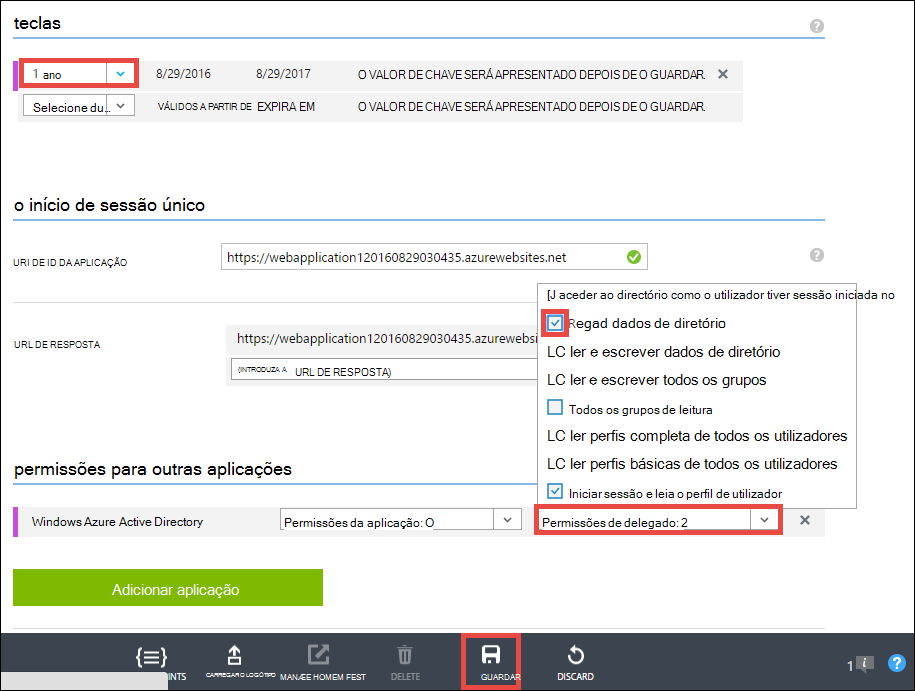 teclas
1 ano 8/29/2016 8/29/2017 O VALOR DE CHAVE SERÁ APRESENTADO DEPOIS DE O GUARDAR.
Selecione du... VÁLIDOS A PARTIR DE EXPIRA EM O VALOR DE CHAVE SERÁ APRESENTADO DEPOIS DE O GUARDAR.
o início de sessão único
URI DE ID DA APLICAÇÃO https://webapplication120160829030435.azurewebsites.net
[J aceder ao directório como o utilizador tiver sessão iniciada no
Regad dados de diretório
URL DE RESPOSTA https://webapplication120160829030435.azurewebsi
LC ler e escrever dados de diretório
(INTRODUZA A URL DE RESPOSTA)
LC ler e escrever todos os grupos
Todos os grupos de leitura
LC ler perfis completa de todos os utilizadores
LC ler perfis básicas de todos os utilizadores
Iniciar sessão e leia o perfil de utilizador
permissões para outras aplicações
Windows Azure Active Directory Permissões da aplicação: O Permissões de delegado: 2
Adicionar aplicação
INTS CARREGAR O LOGÓTIPO MANÆE HOMEM FEST DELETE GUARDAR DISCARD 1